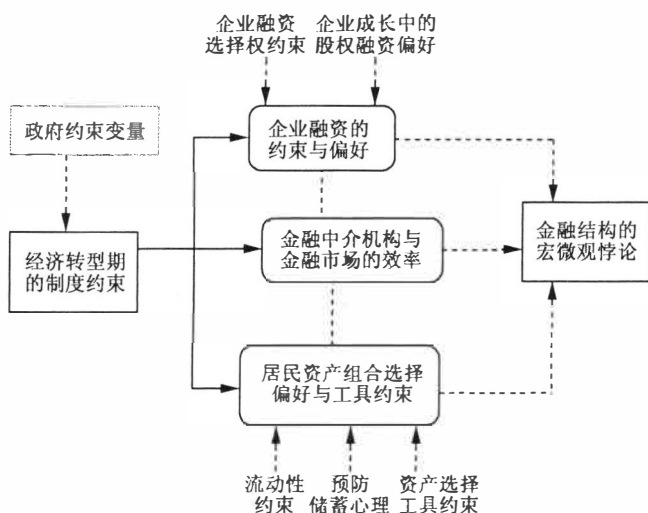 企业融资
选择权约束
企业成长中的
股权融资偏好
政府约束变量
企业融资的
约束与偏好
经济转型期
的制度约束
金融中介机构与
金融市场的效率
金融结构的
宏微观悖论
居民资产组合选择
偏好与工具约束
流动性
约束
预防
储蓄心理
资产选择
工具约束